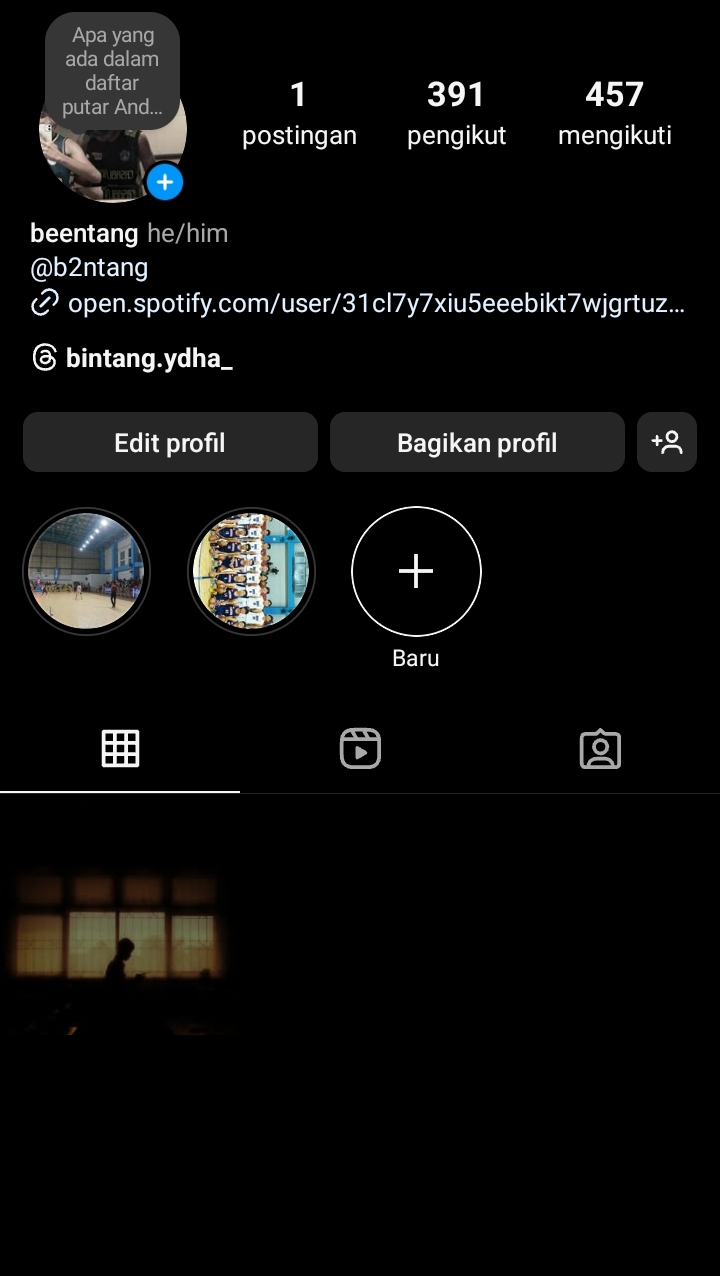 Apa yang
ada dalam
daftar
putar And...
1
postingan
391
pengikut
457
mengikuti
beentang he/him
@b2ntang
open.spotify.com/user/31cl7y7xiu5eeebikt7wjgrtuz...
bintang.ydha_
Edit profil
Bagikan profil
Baru